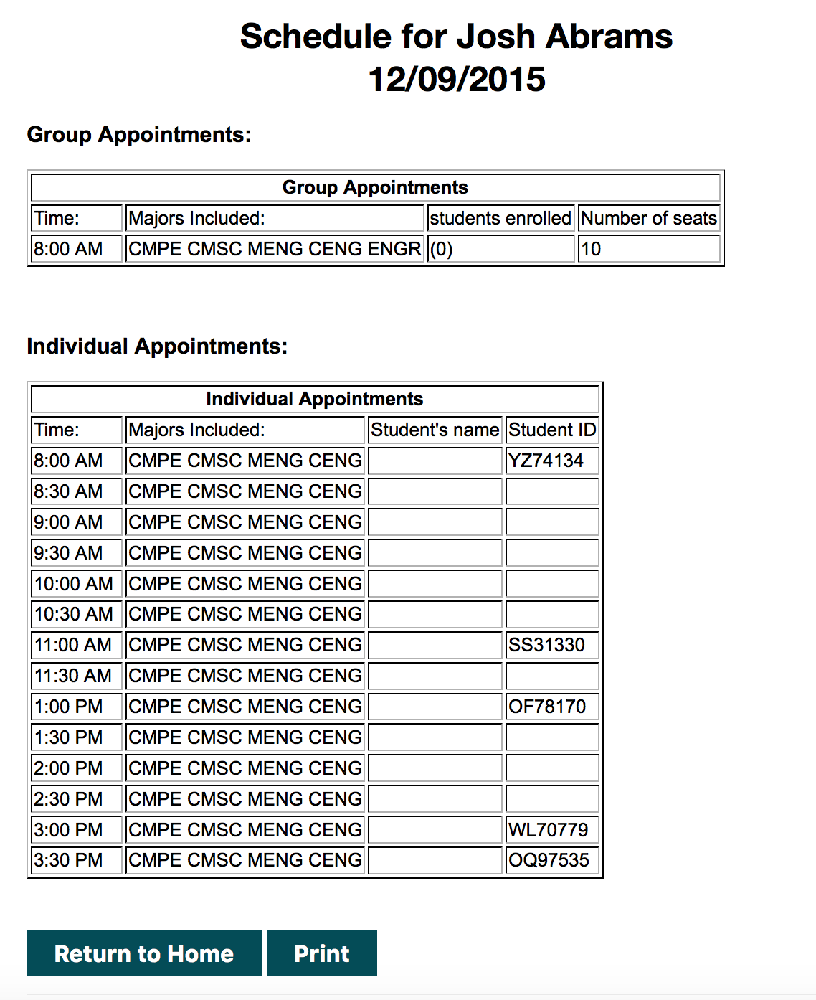 Schedule for Josh Abrams
12/09/2015
Group Appointments:
Group Appointments
Time: Majors Included: students enrolled Number of seats
8:00 AM CMPE CMSC MENG CENG ENGR (0) 10
Individual Appointments:
Individual Appointments
Time: Majors Included: Student's name Student ID
8:00 AM CMPE CMSC MENG CENG YZ74134
8:30 AM CMPE CMSC MENG CENG
9:00 AM CMPE CMSC MENG CENG
9:30 AM CMPE CMSC MENG CENG
10:00 AM CMPE CMSC MENG CENG
10:30 AM CMPE CMSC MENG CENG
11:00 AM CMPE CMSC MENG CENG SS31330
11:30 AM CMPE CMSC MENG CENG
1:00 PM CMPE CMSC MENG CENG OF78170
1:30 PM CMPE CMSC MENG CENG
2:00 PM CMPE CMSC MENG CENG
2:30 PM CMPE CMSC MENG CENG
3:00 PM CMPE CMSC MENG CENG WL70779
3:30 PM CMPE CMSC MENG CENG OQ97535
Return to Home Print